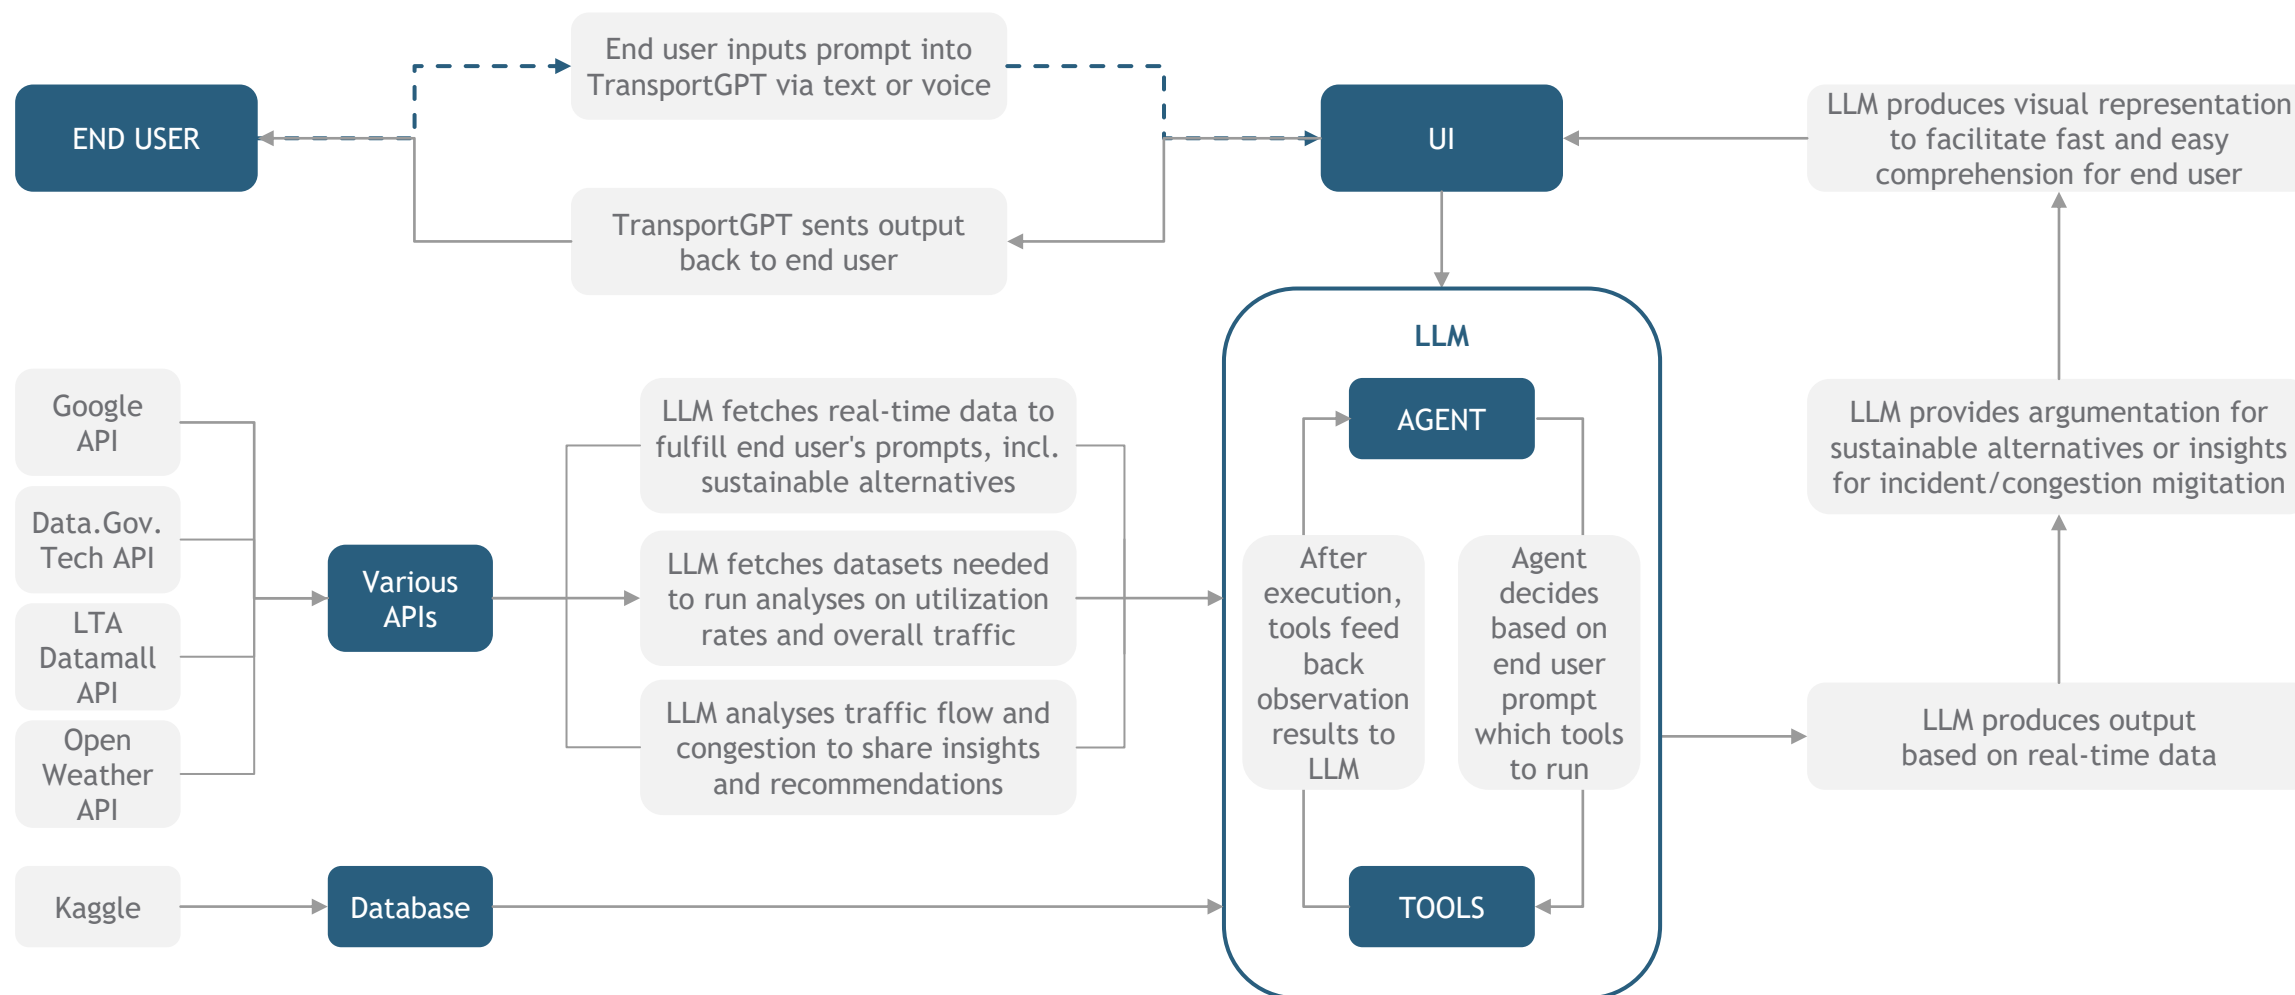 End user inputs prompt into
TransportGPT via text or voice
END USER
UI
LLM produces visual representation
to facilitate fast and easy
comprehension for end user
TransportGPT sents output
back to end user
LLM
Google
API
Data.Gov.
Tech API
LTA
Datamall
API
Open
Weather
API
Various
APIs
LLM fetches real-time data to
fulfill end user's prompts, incl.
sustainable alternatives
LLM fetches datasets needed
to run analyses on utilization
rates and overall traffic
LLM analyses traffic flow and
congestion to share insights
and recommendations
AGENT
After
execution,
tools feed
back
observation
results to
LLM
Agent
decides
based on
end user
prompt
which tools
to run
TOOLS
LLM provides argumentation for
sustainable alternatives or insights
for incident/congestion migitation
LLM produces output
based on real-time data
Kaggle
Database